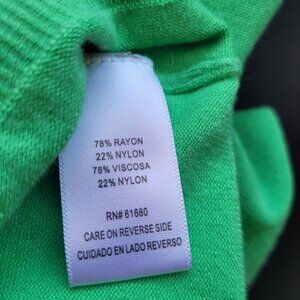 78% RAYON
22% NYLON
78% VISCOSA
22% NYLON
RN# 61680
CARE ON REVERSE SIDE
CUIDADO EN LADO REVERSO